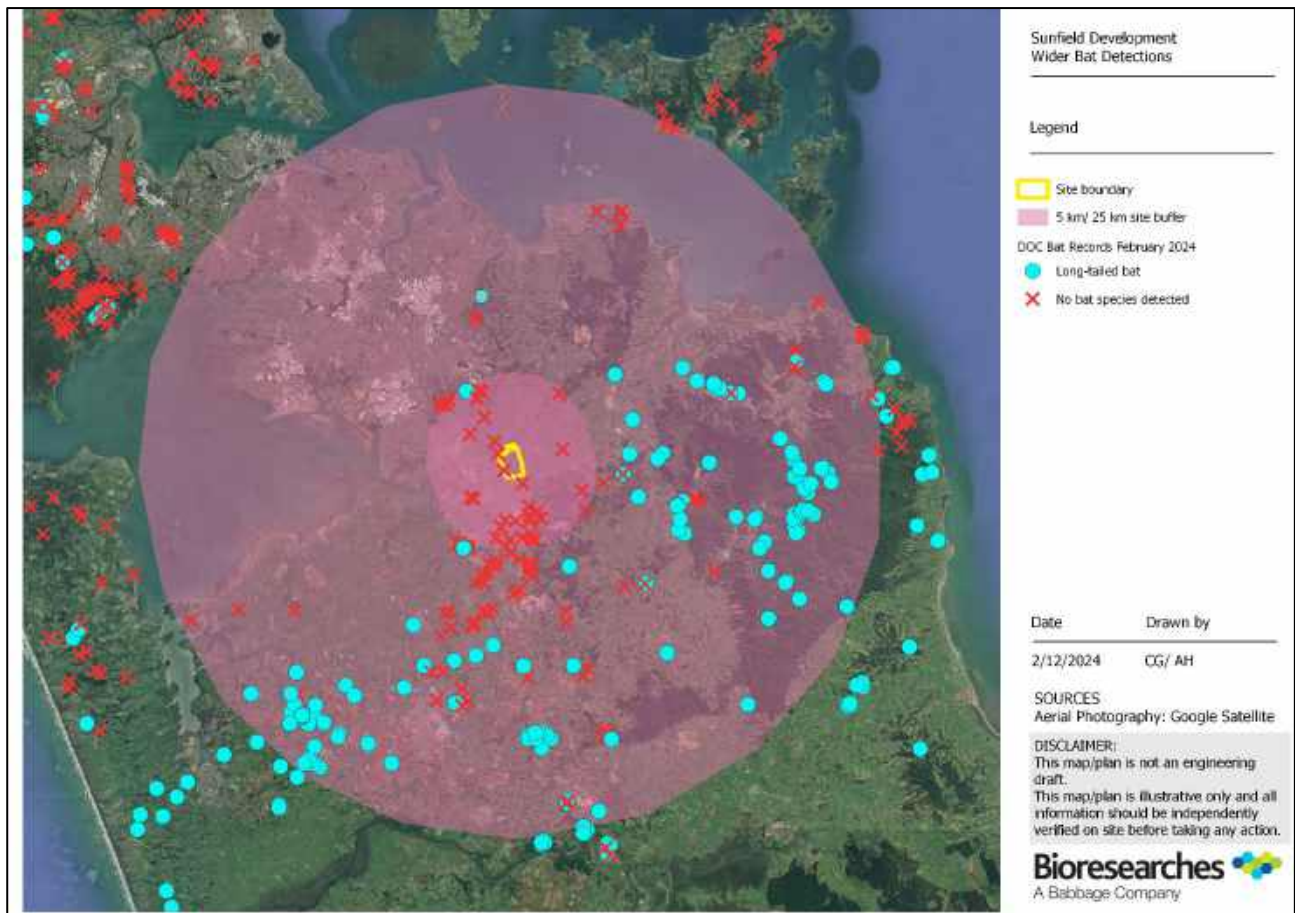 Sunfield Development
Wider Bat Detections
Legend
Site boundary
5 km/ 25 km site buffer
DOC Bat Records February 2024
Long-tailed bat
No bat species detected
Date Drawn by
2/12/2024 CG/ AH
SOURCES
Aerial Photography: Google Satellite
DISCLAIMER:
This map/plan is not an engineering
draft.
This map/plan is illustrative only and all
information should be independently
verified on site before taking any action.
Bioresearches
A Babbage Company